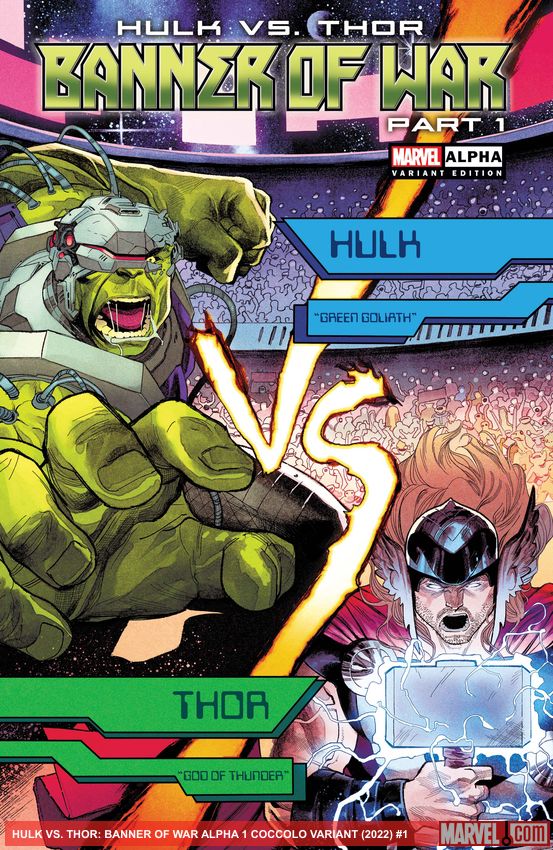 HULK VS. THOR
BANNER OF WAR
PART 1
MARVEL ALPHA
VARIANT EDITION
HULK
"GREEN GOLIATH"
VS
THOR
"GOD OF THUNDER"
HULK VS. THOR: BANNER OF WAR ALPHA 1 COCCOLO VARIANT (2022) #1
MARVEL.com